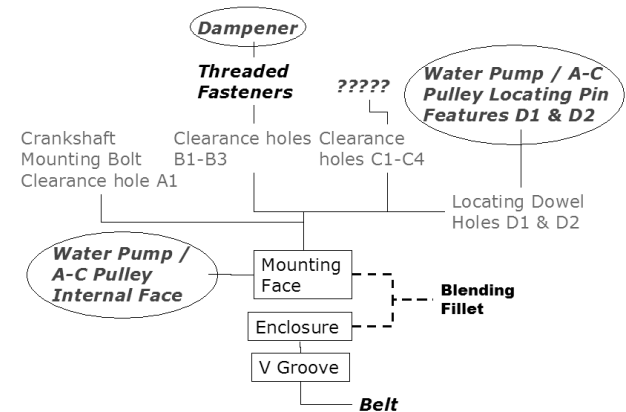 Dampener
Threaded
Fasteners
?????
Water Pump / A-C
Pulley Locating Pin
Features D1 & D2
Crankshaft
Mounting Bolt
Clearance hole A1
Clearance holes
B1-B3
Clearance
holes C1-C4
Locating Dowel
Holes D1 & D2
Water Pump /
A-C Pulley
Internal Face
Mounting
Face
Blending
Fillet
Enclosure
V Groove
Belt